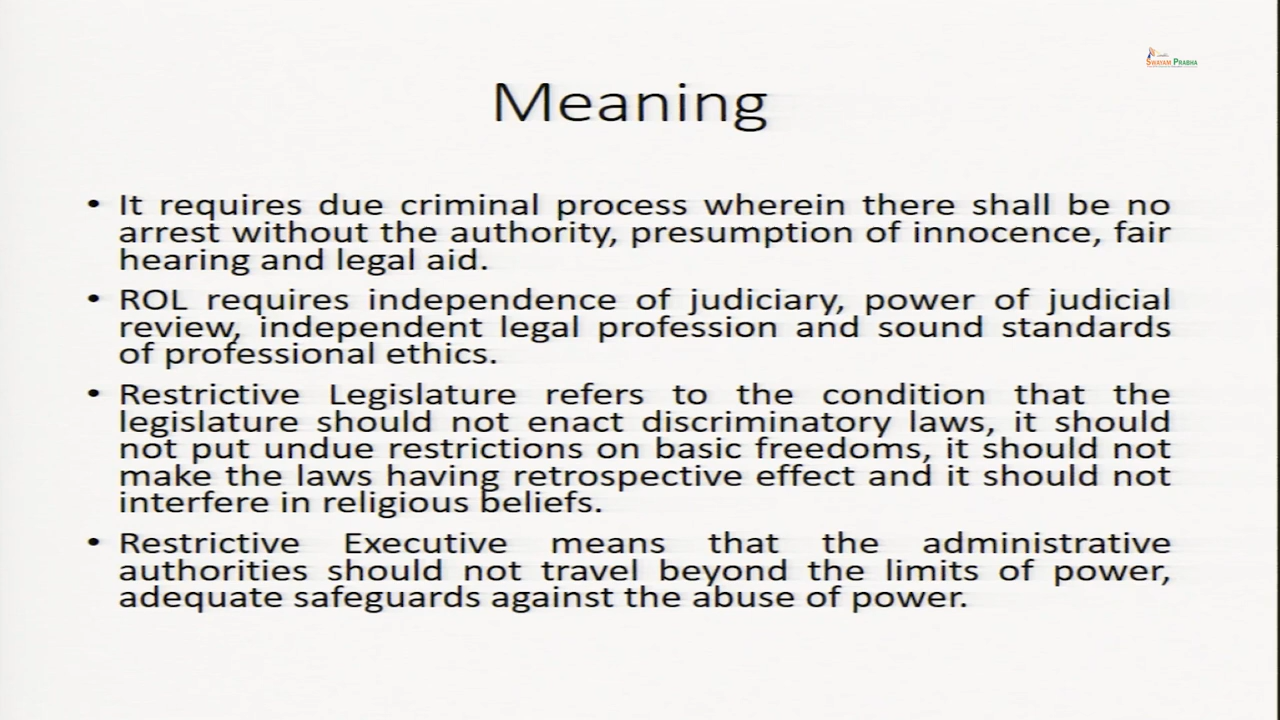 SWAYAM PRABHA
Meaning
• It requires due criminal process wherein there shall be no
arrest without the authority, presumption of innocence, fair
hearing and legal aid.
• ROL requires independence of judiciary, power of judicial
review, independent legal profession and sound standards
of professional ethics.
• Restrictive Legislature refers to the condition that the
legislature should not enact discriminatory laws, it should
not put undue restrictions on basic freedoms, it should not
make the laws having retrospective effect and it should not
interfere in religious beliefs.
• Restrictive Executive means that the administrative
authorities should not travel beyond the limits of power,
adequate safeguards against the abuse of power.